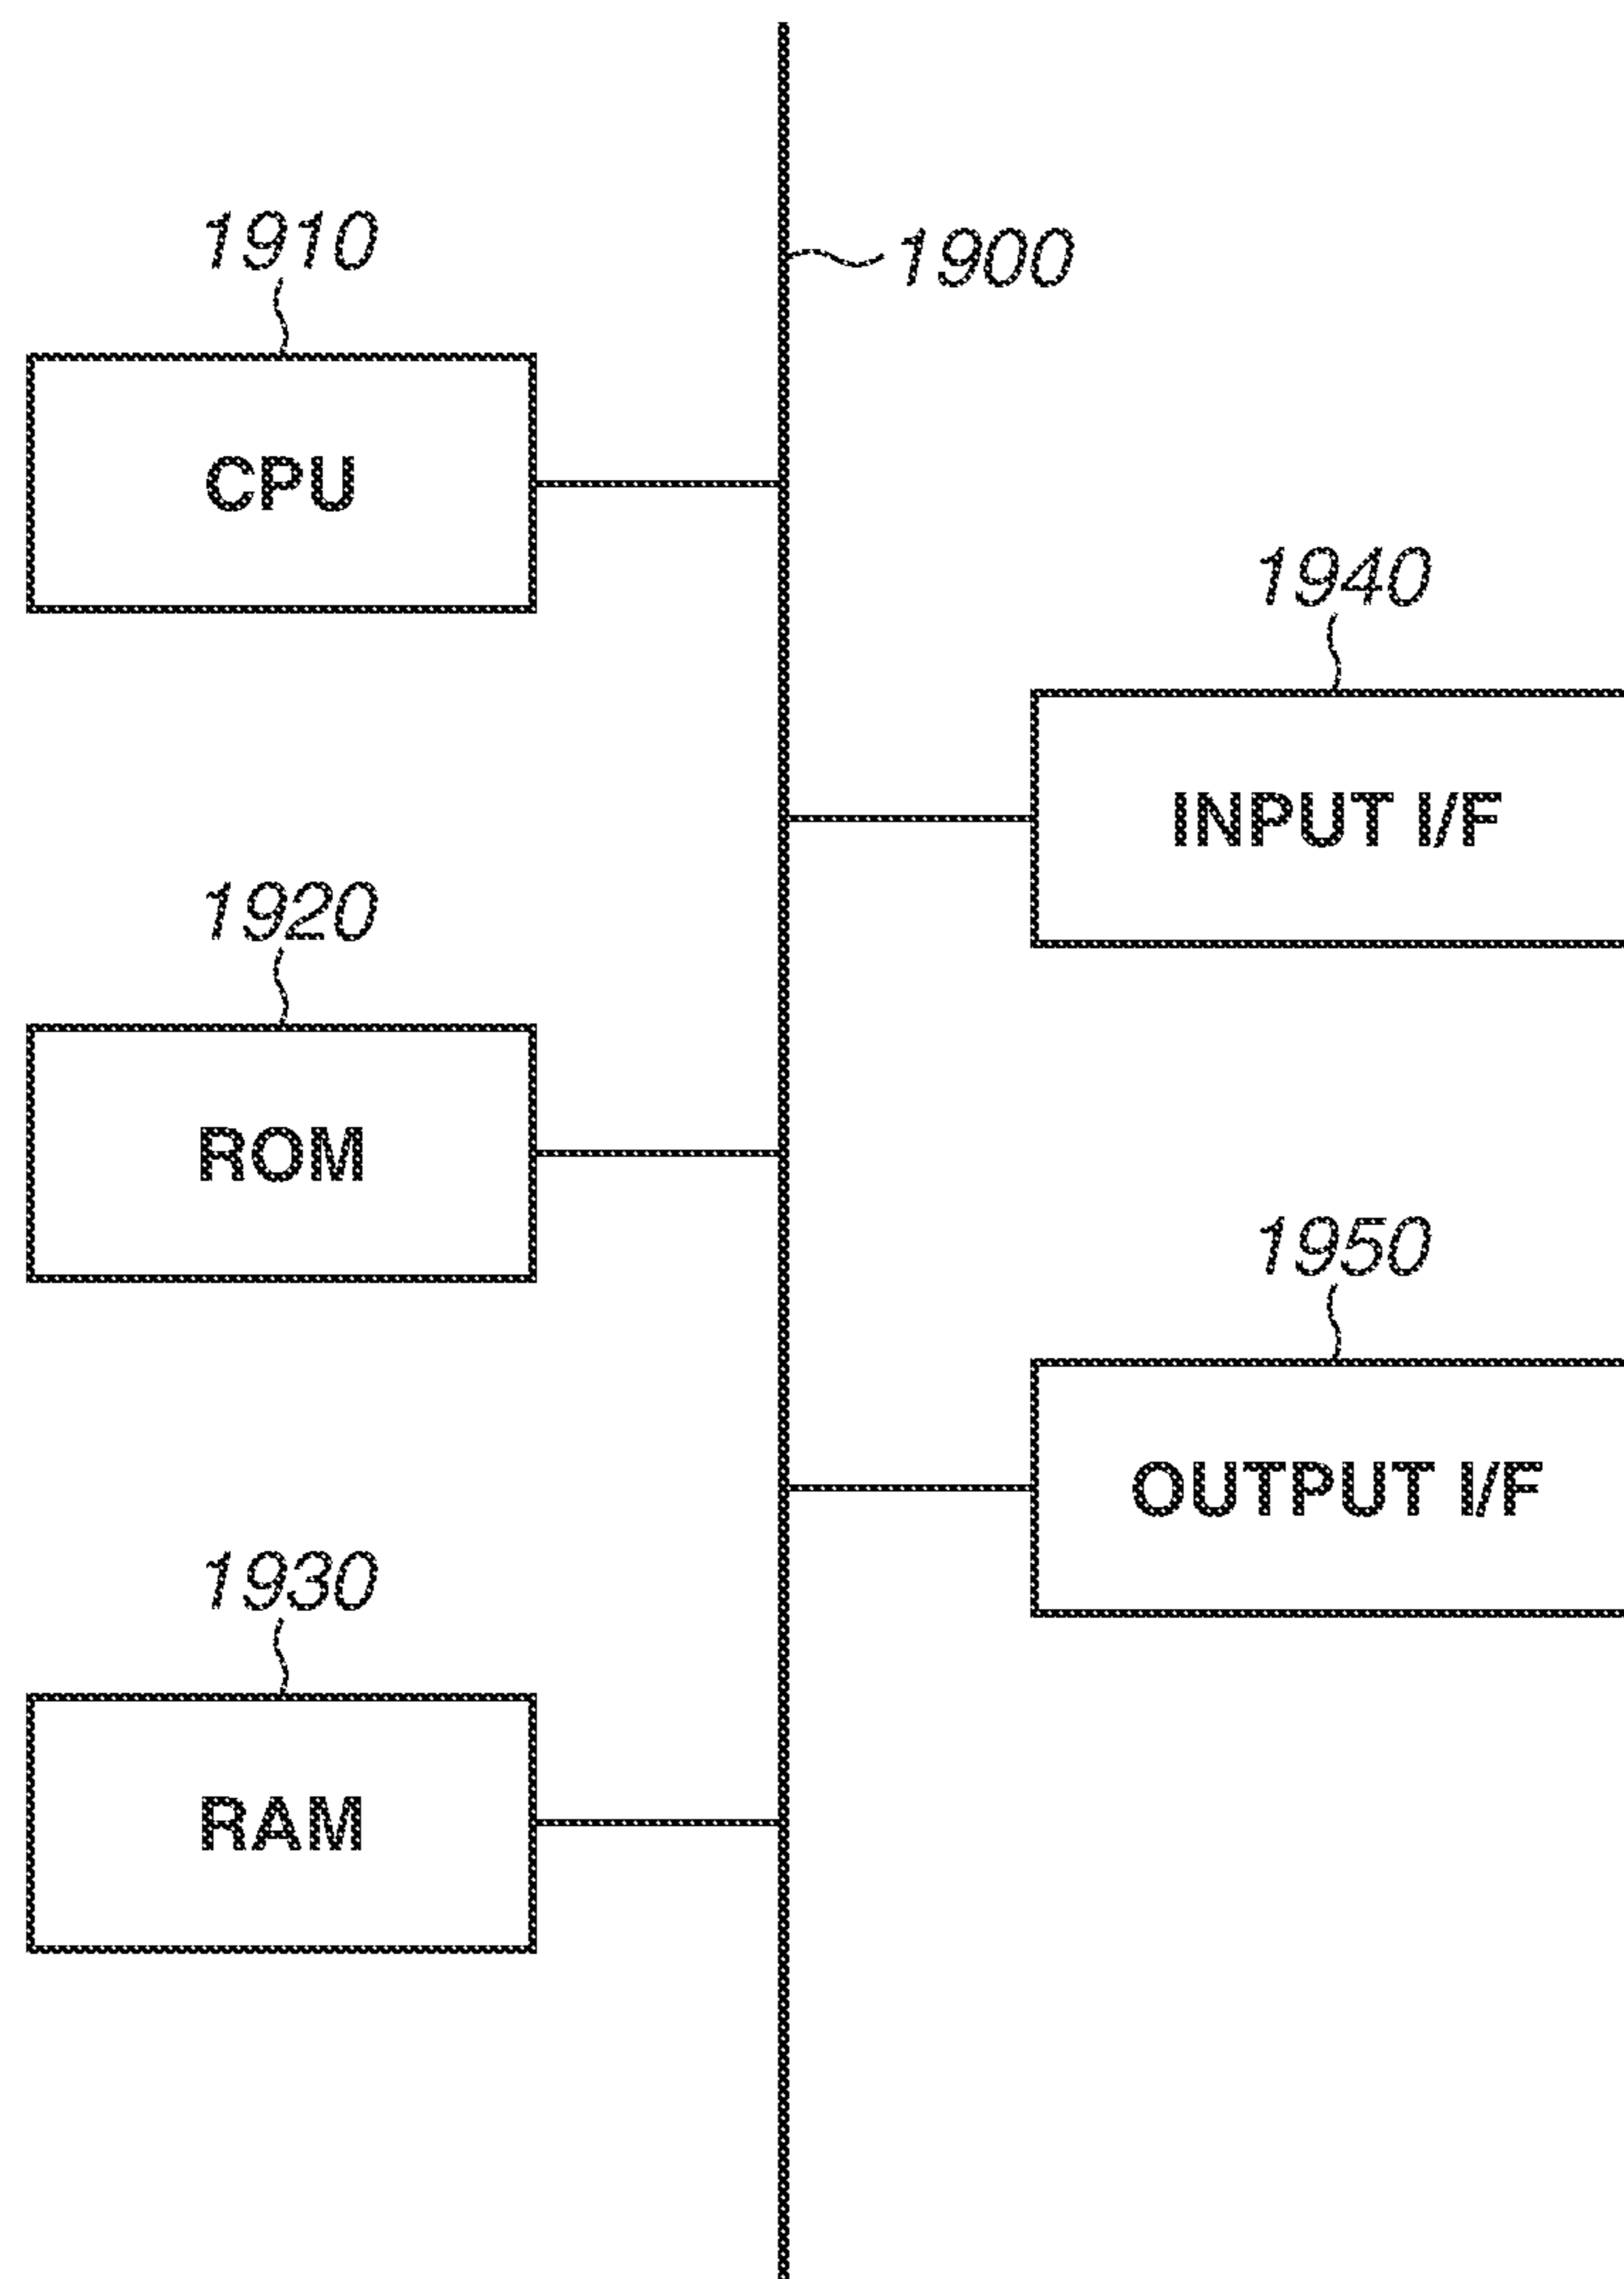 1910
1900
CPU
1940
INPUT I/F
1920
ROM
1950
OUTPUT I/F
1930
RAM